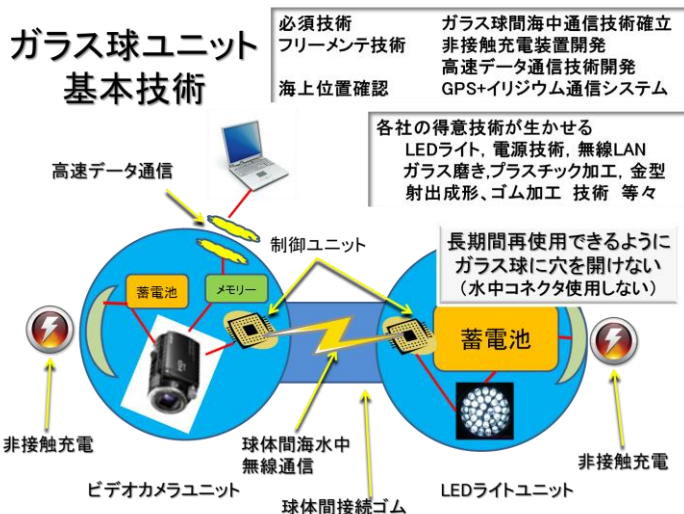 ガラス球ユニット
基本技術
必須技術 ガラス球間海中通信技術確立
フリーメンテ技術 非接触充電装置開発
高速データ通信技術開発
海上位置確認 GPS+イリジウム通信システム
各社の得意技術が生かせる
LEDライト, 電源技術, 無線LAN
ガラス磨き,プラスチック加工, 金型
射出成形、ゴム加工 技術 等々
長期間再使用できるように
ガラス球に穴を開けない
(水中コネクタ使用しない)
高速データ通信
制御ユニット
蓄電池
メモリー
蓄電池
非接触充電
球体間海水中
無線通信
非接触充電
ビデオカメラユニット
球体間接続ゴム
LEDライトユニット